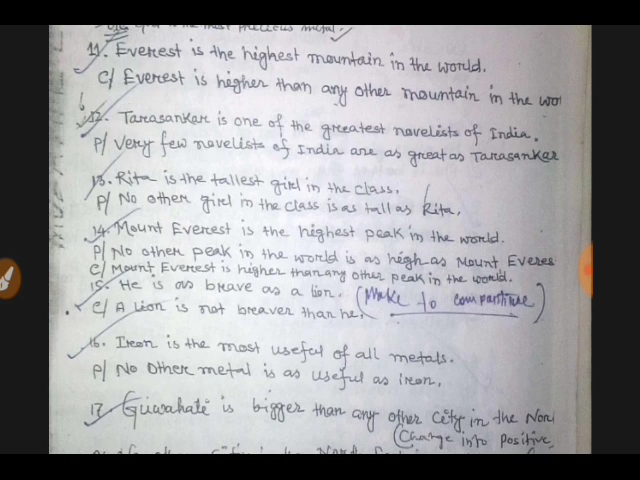 is the most precious metal.
11. Everest is the highest mountain in the world.
C/ Everest is higher than any other mountain in the wor
12. Tarasankar is one of the greatest novelists of India.
P/ Very few novelists of India are as great as Tarasankar
13. Rita is the tallest girl in the class.
P/ No other girl in the class is as tall as Rita.
14. Mount Everest is the highest peak in the world.
P/ No other peak in the world is as high as Mount Everes
C/ Mount Everest is higher than any other peak in the world.
15. He is as brave as a lion. (Make to comparitive)
C/ A lion is not braver than he.
16. Iron is the most useful of all metals.
P/ No other metal is as useful as iron.
17. Guwahati is bigger than any other city in the Nor
(Change into positive